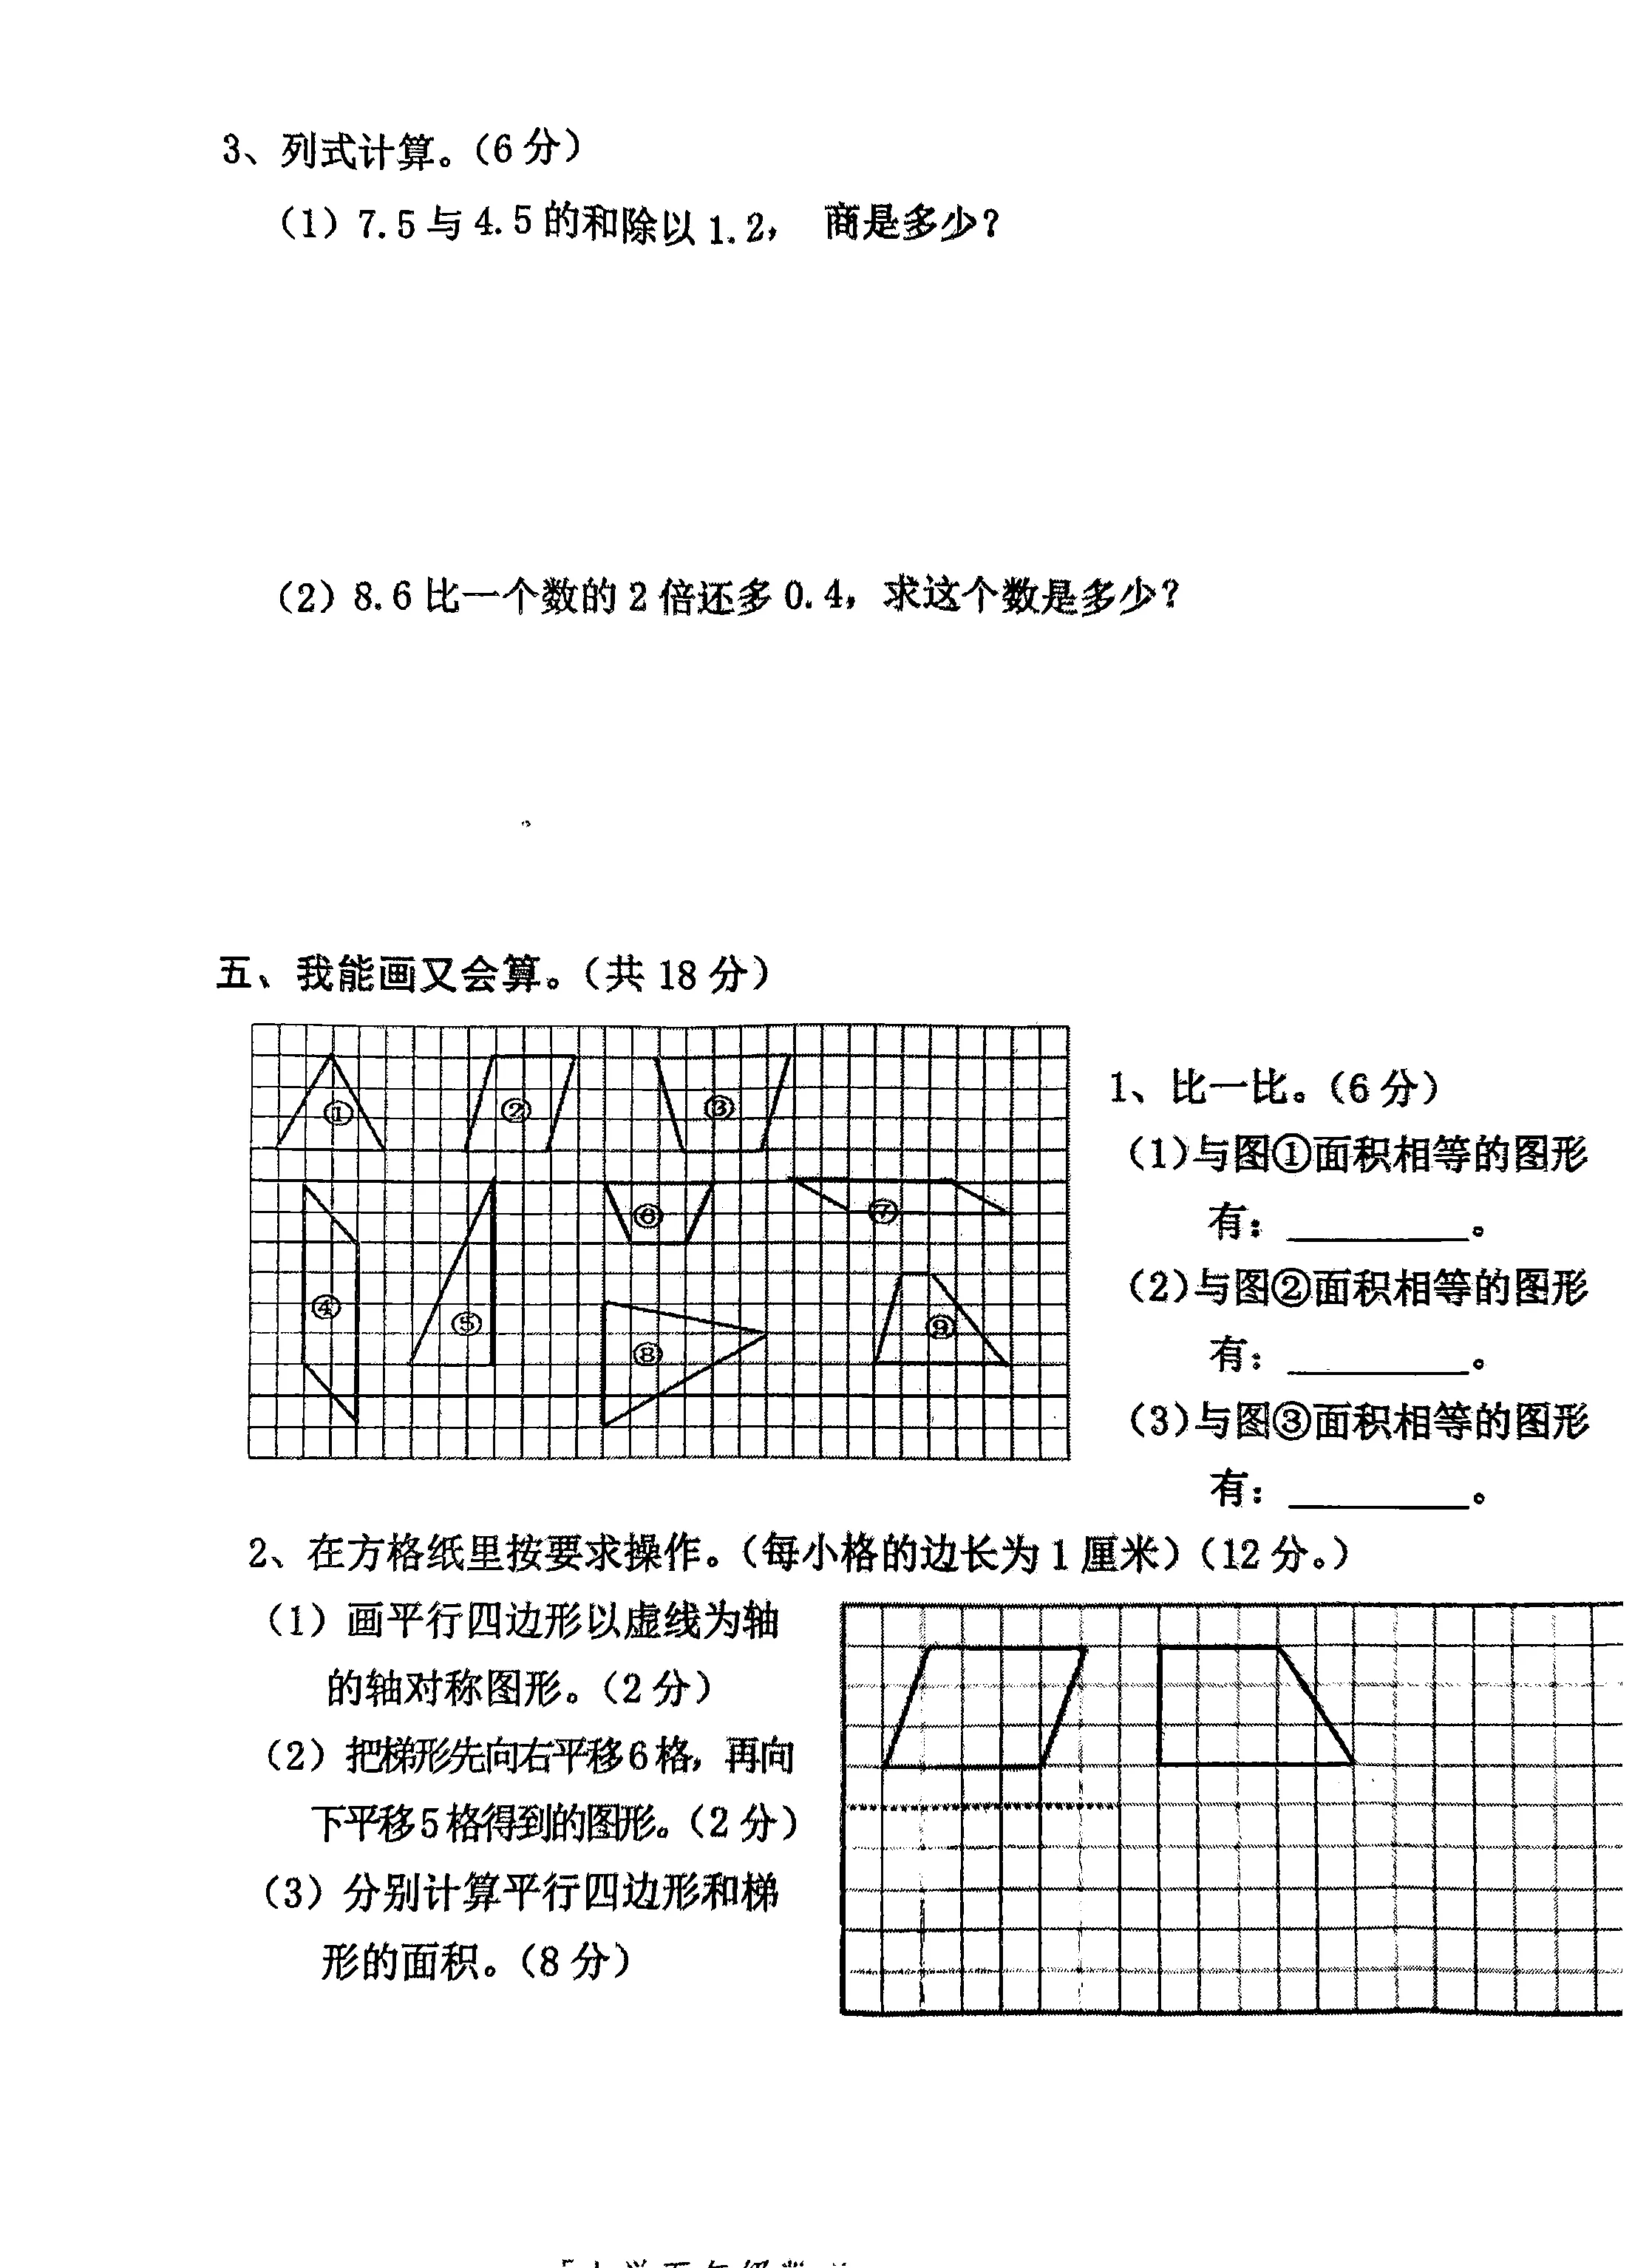 3、列式计算。(6分)
(1)7.5与4.5的和除以1.2, 商是多少?
(2)8.6比一个数的2倍还多0.4,求这个数是多少?
五、我能画又会算。(共18分)
① ② ③
④ ⑤ ⑥ ⑦ ⑧ ⑨
1、比一比。(6分)
(1)与图①面积相等的图形
有:________。
(2)与图②面积相等的图形
有:________。
(3)与图③面积相等的图形
有:________。
2、在方格纸里按要求操作。(每小格的边长为1厘米)(12分。)
(1)画平行四边形以虚线为轴
的轴对称图形。(2分)
(2)把梯形先向右平移6格,再向
下平移5格得到的图形。(2分)
(3)分别计算平行四边形和梯
形的面积。(8分)